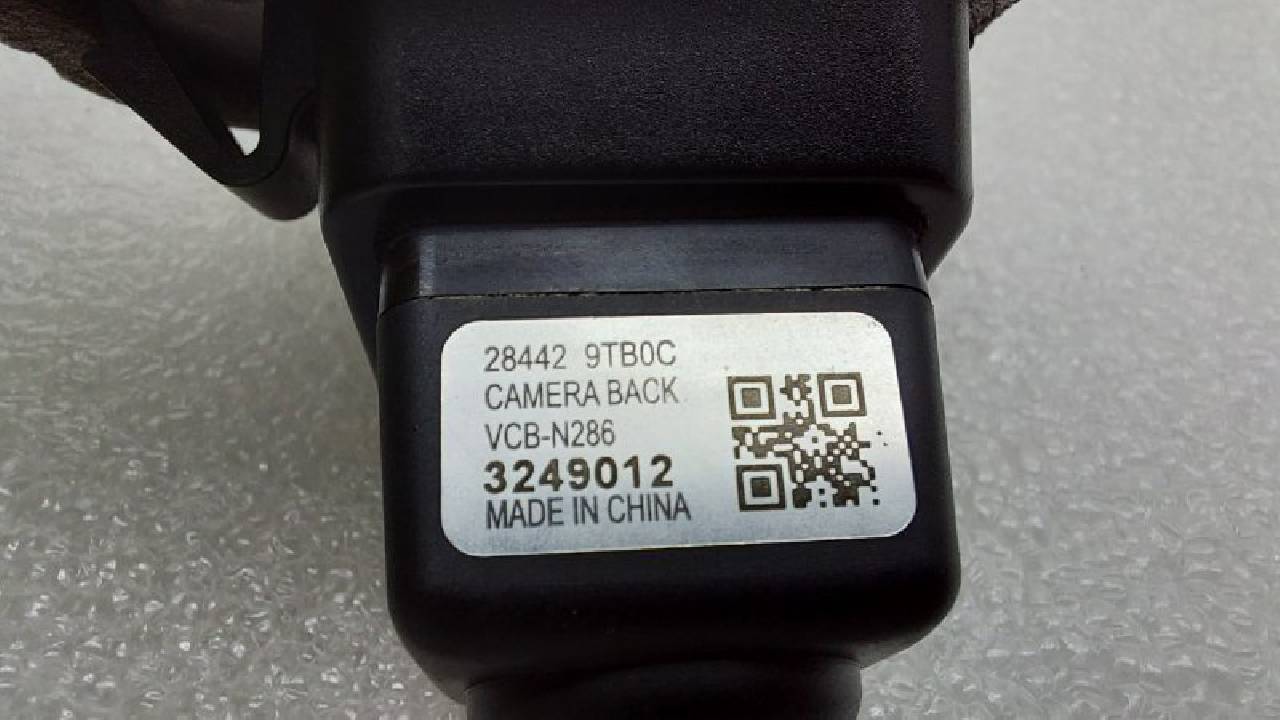 28442 9TB0C
CAMERA BACK
VCB-N286
3249012
MADE IN CHINA